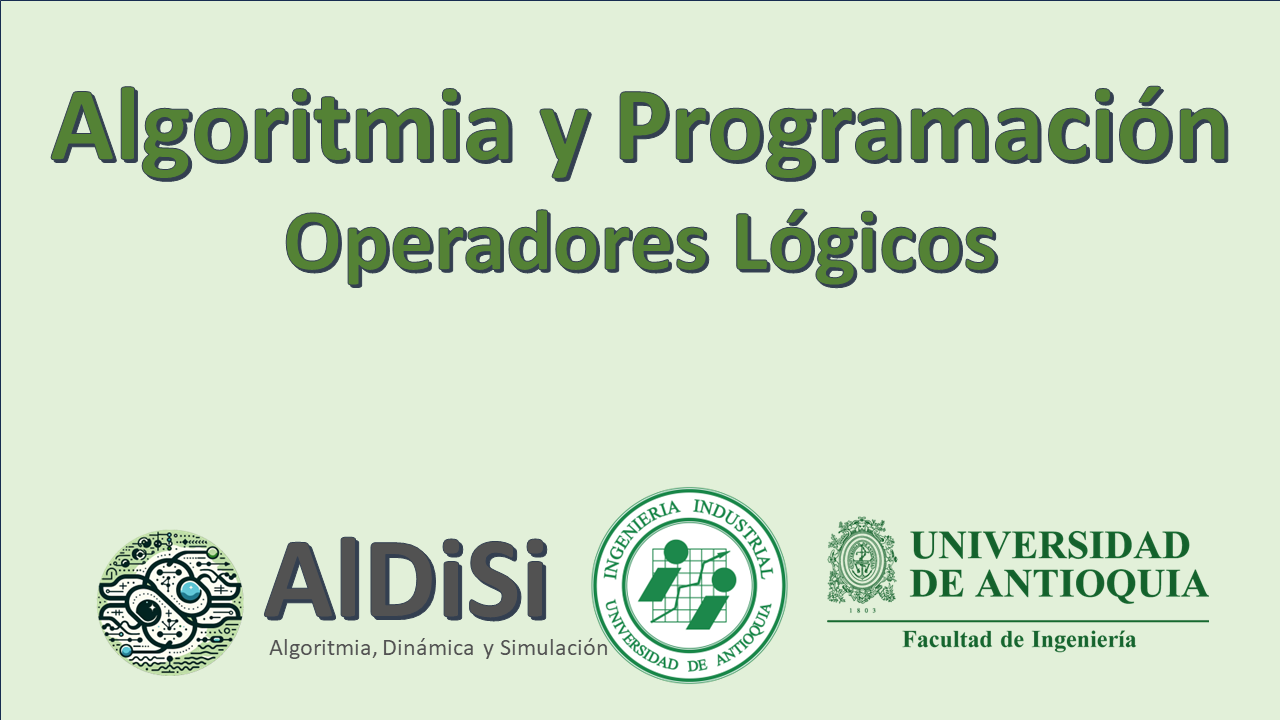 Algoritmia y Programación
Operadores Lógicos
AlDiSi
Algoritmia, Dinámica y Simulación
INGENIERIA INDUSTRIAL
UNIVERSIDAD DE ANTIOQUIA
1803
UNIVERSIDAD
DE ANTIOQUIA
Facultad de Ingeniería